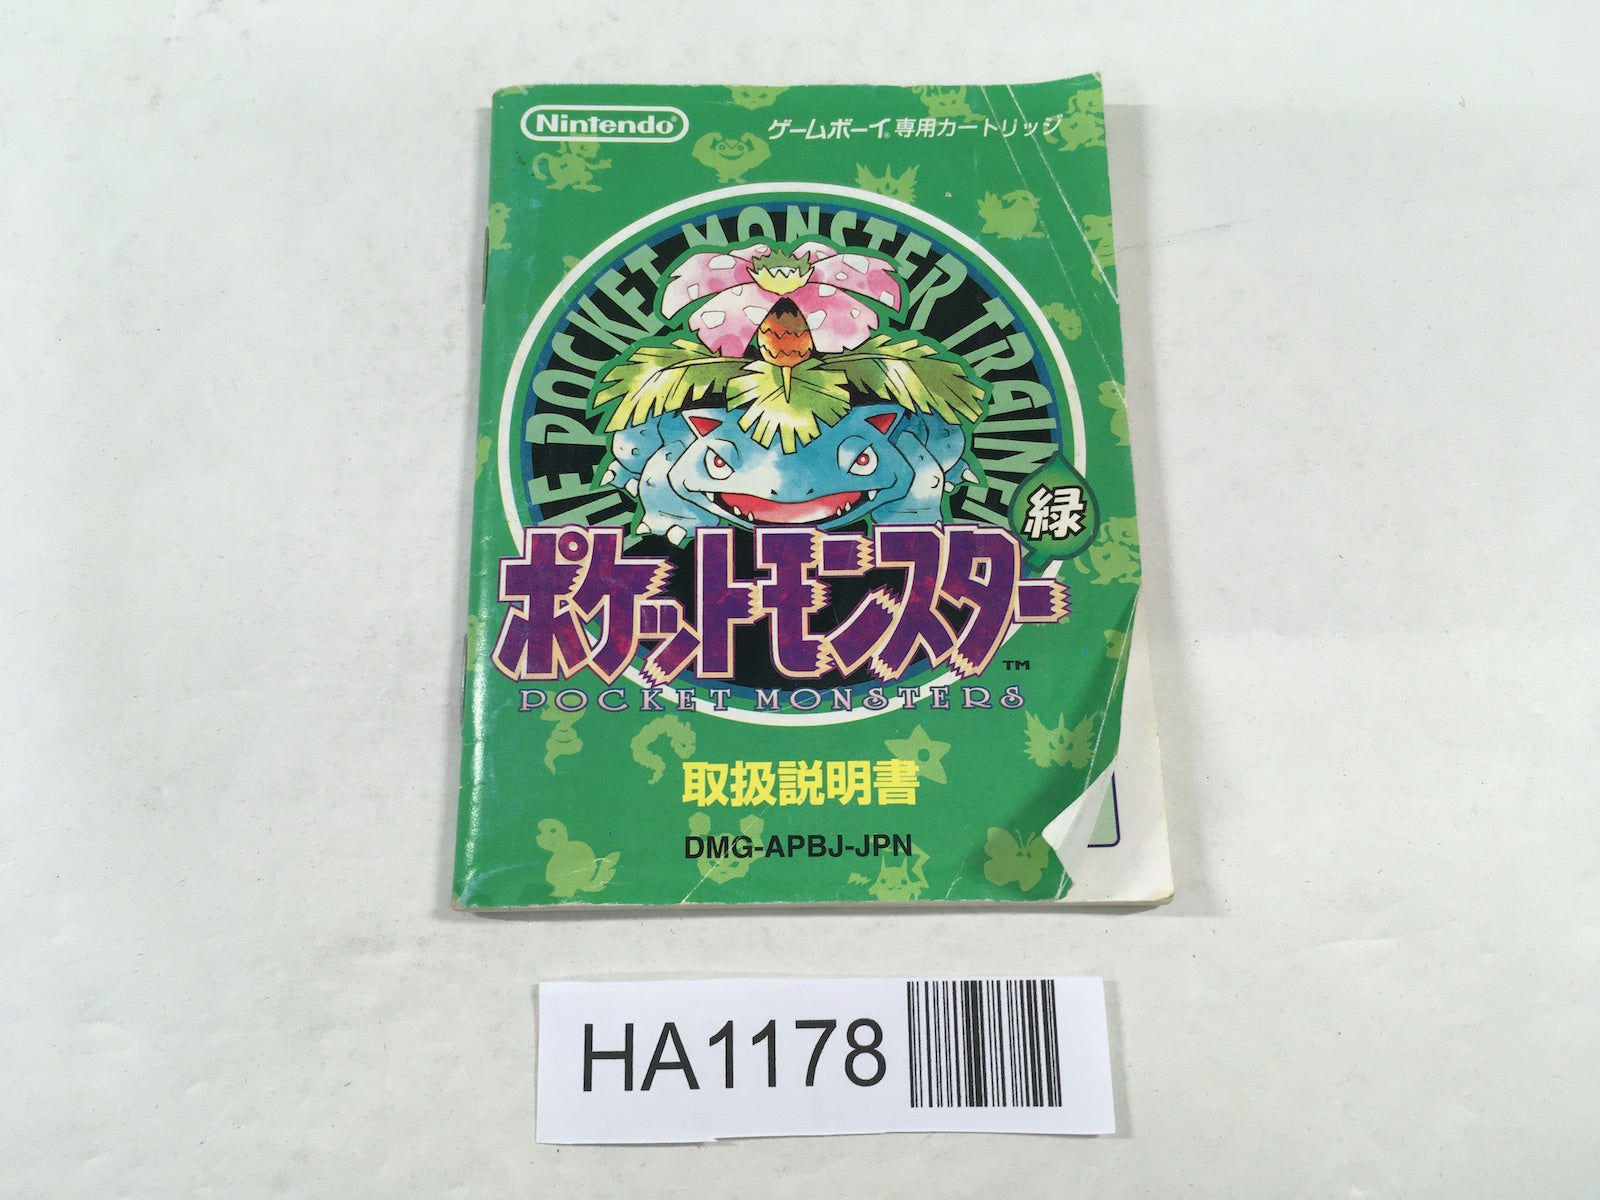 Nintendo
ゲームボーイ®専用カートリッジ
THE POCKET MONSTER TRAINER
緑
ポケットモンスター™
POCKET MONSTERS
取扱説明書
DMG-APBJ-JPN
HA1178